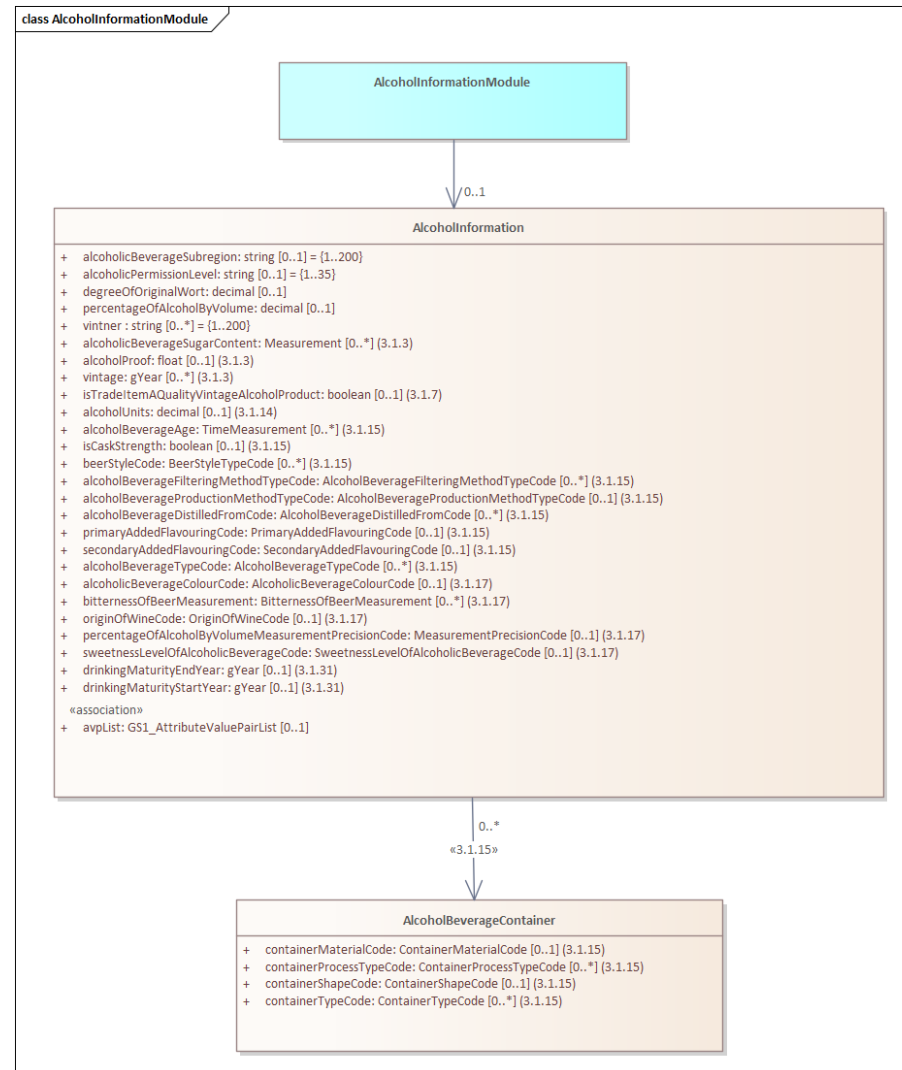 class AlcoholInformationModule
AlcoholInformationModule
0..1
AlcoholInformation
+ alcoholicBeverageSubregion: string [0..1] = {1..200}
+ alcoholicPermissionLevel: string [0..1] = {1..35}
+ degreeOfOriginalWort: decimal [0..1]
+ percentageOfAlcoholByVolume: decimal [0..1]
+ vintner : string [0..*] = {1..200}
+ alcoholicBeverageSugarContent: Measurement [0..*] (3.1.3)
+ alcoholProof: float [0..1] (3.1.3)
+ vintage: gYear [0..*] (3.1.3)
+ isTradeItemAQualityVintageAlcoholProduct: boolean [0..1] (3.1.7)
+ alcoholUnits: decimal [0..1] (3.1.14)
+ alcoholBeverageAge: TimeMeasurement [0..*] (3.1.15)
+ isCaskStrength: boolean [0..1] (3.1.15)
+ beerStyleCode: BeerStyleTypeCode [0..*] (3.1.15)
+ alcoholBeverageFilteringMethodTypeCode: AlcoholBeverageFilteringMethodTypeCode [0..*] (3.1.15)
+ alcoholBeverageProductionMethodTypeCode: AlcoholBeverageProductionMethodTypeCode [0..1] (3.1.15)
+ alcoholBeverageDistilledFromCode: AlcoholBeverageDistilledFromCode [0..*] (3.1.15)
+ primaryAddedFlavouringCode: PrimaryAddedFlavouringCode [0..1] (3.1.15)
+ secondaryAddedFlavouringCode: SecondaryAddedFlavouringCode [0..1] (3.1.15)
+ alcoholBeverageTypeCode: AlcoholBeverageTypeCode [0..*] (3.1.15)
+ alcoholicBeverageColourCode: AlcoholicBeverageColourCode [0..1] (3.1.17)
+ bitternessOfBeerMeasurement: BitternessOfBeerMeasurement [0..*] (3.1.17)
+ originOfWineCode: OriginOfWineCode [0..1] (3.1.17)
+ percentageOfAlcoholByVolumeMeasurementPrecisionCode: MeasurementPrecisionCode [0..1] (3.1.17)
+ sweetnessLevelOfAlcoholicBeverageCode: SweetnessLevelOfAlcoholicBeverageCode [0..1] (3.1.17)
+ drinkingMaturityEndYear: gYear [0..1] (3.1.31)
+ drinkingMaturityStartYear: gYear [0..1] (3.1.31)
«association»
+ avpList: GS1_AttributeValuePairList [0..1]
0..*
«3.1.15»
AlcoholBeverageContainer
+ containerMaterialCode: ContainerMaterialCode [0..1] (3.1.15)
+ containerProcessTypeCode: ContainerProcessTypeCode [0..*] (3.1.15)
+ containerShapeCode: ContainerShapeCode [0..1] (3.1.15)
+ containerTypeCode: ContainerTypeCode [0..*] (3.1.15)